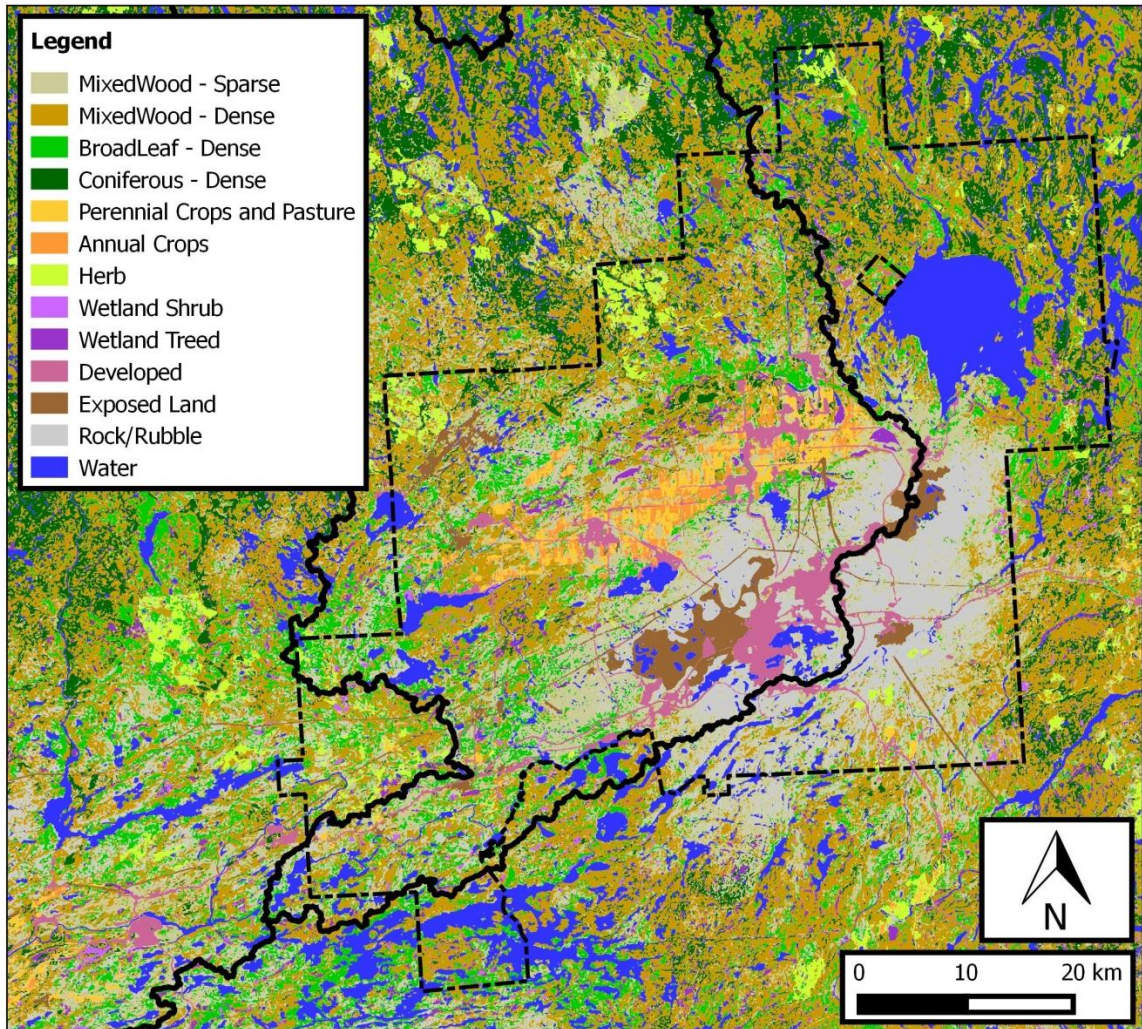 Legend
MixedWood - Sparse
MixedWood - Dense
BroadLeaf - Dense
Coniferous - Dense
Perennial Crops and Pasture
Annual Crops
Herb
Wetland Shrub
Wetland Treed
Developed
Exposed Land
Rock/Rubble
Water
N
0 10 20 km